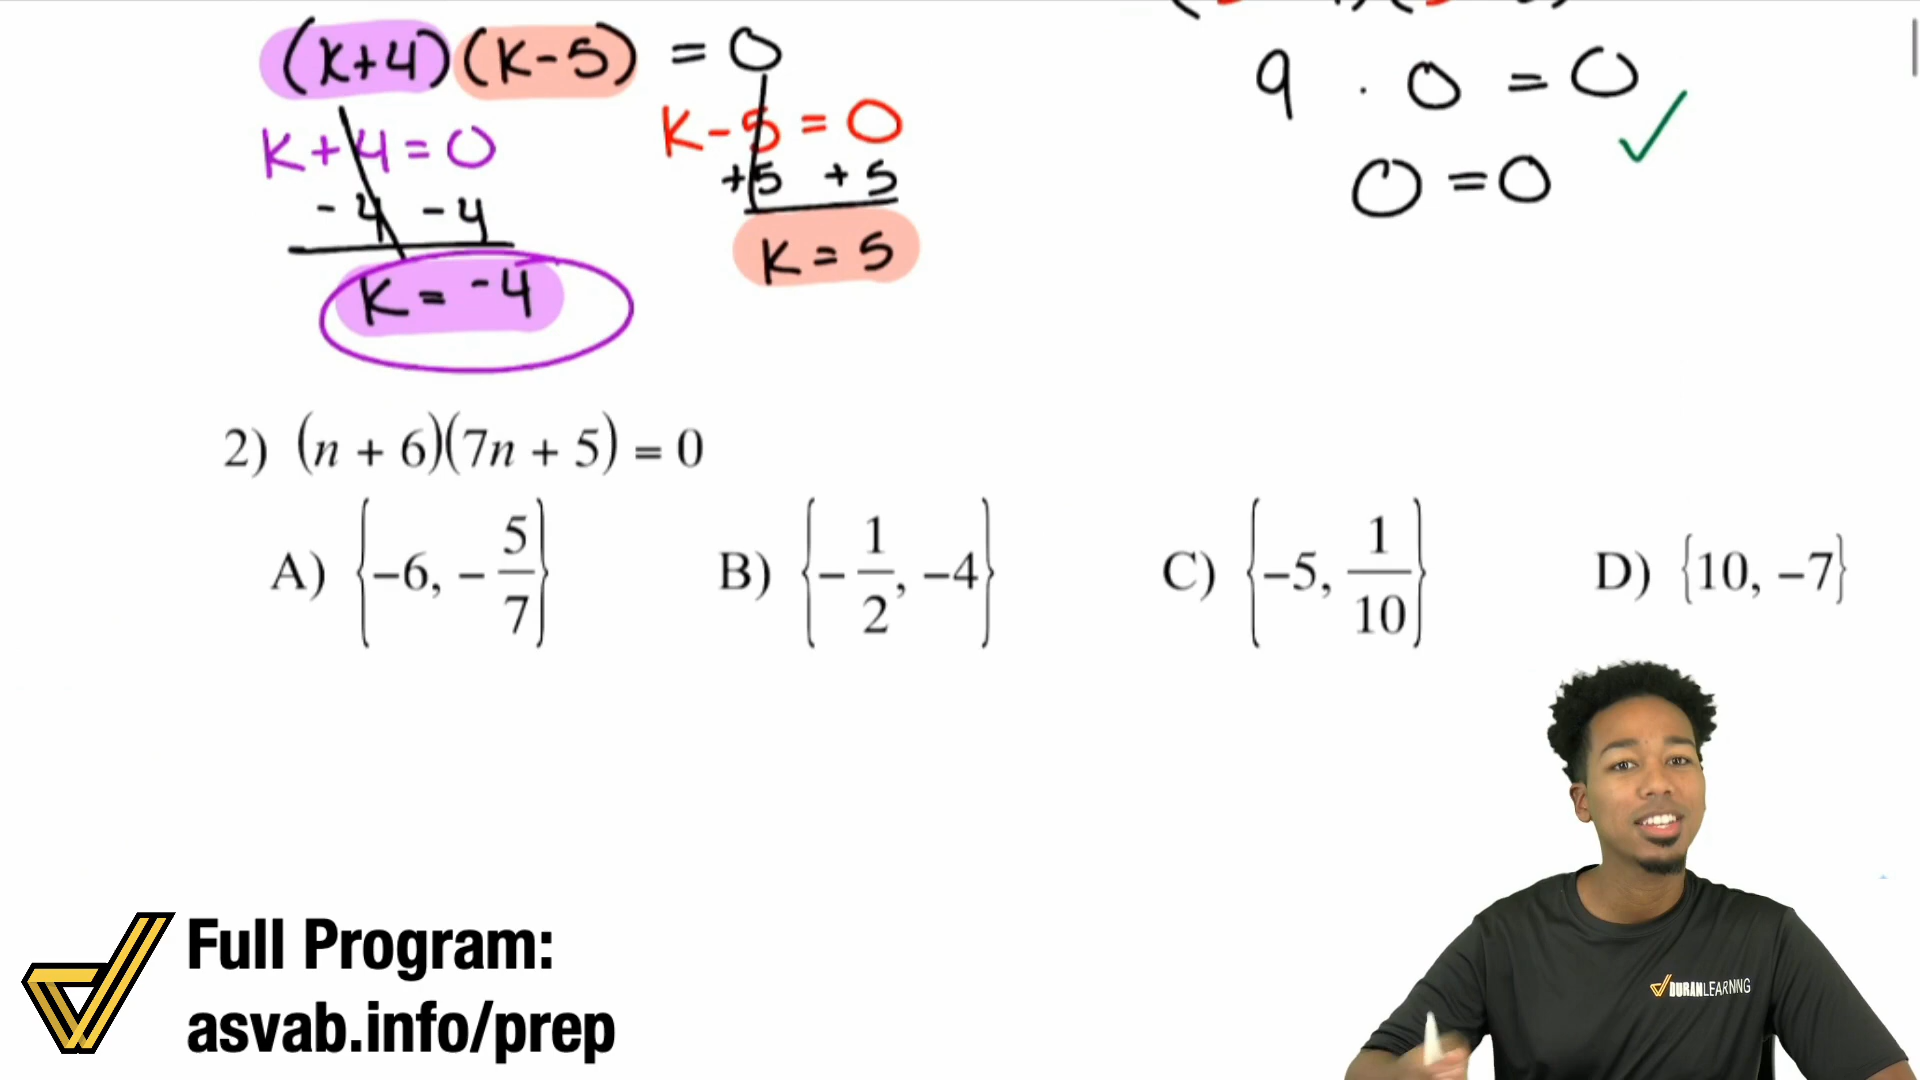 (k+4)(k-5) = 0
k+4=0
-4 -4
k = -4
k-5=0
+5 +5
k = 5
9 · 0 = 0 ✓
0=0
2) (n + 6)(7n + 5) = 0
A) {−6, −5/7} B) {−1/2, −4} C) {−5, 1/10} D) {10, −7}
Full Program:
asvab.info/prep
DURANLEARNING